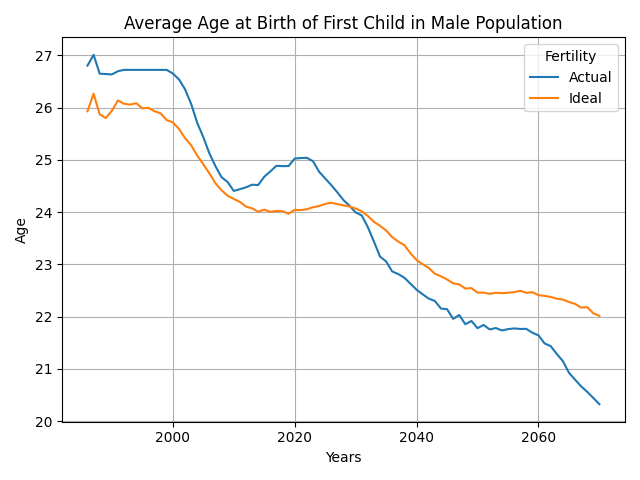 Average Age at Birth of First Child in Male Population
Fertility
Actual
Ideal
Age
27
26
25
24
23
22
21
20
2000
2020
2040
2060
Years